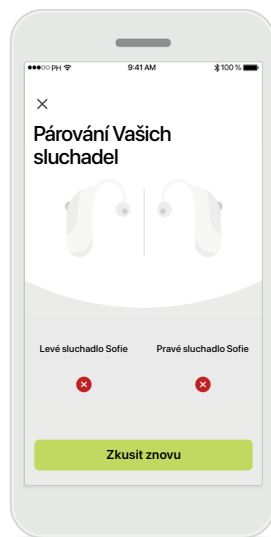 PH 9:41 AM 100 %
Párování Vašich
sluchadel
Levé sluchadlo Sofie Pravé sluchadlo Sofie
Zkusit znovu